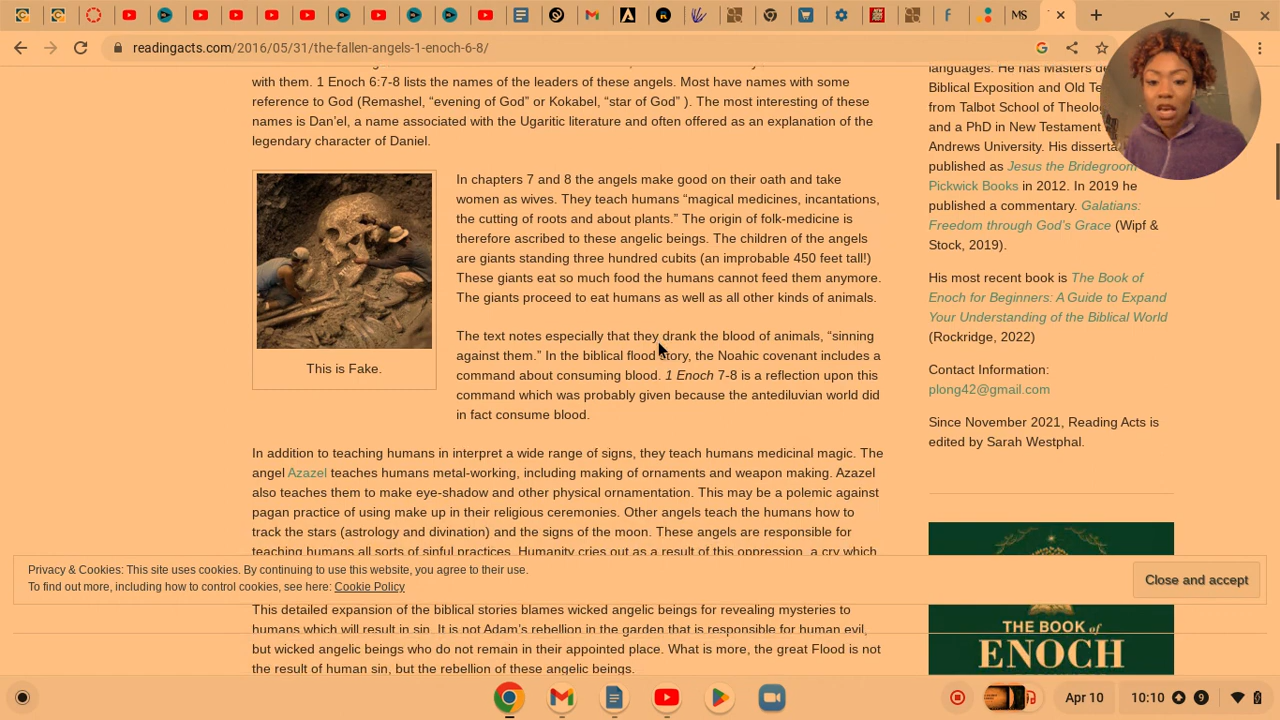 MS
readingacts.com/2016/05/31/the-fallen-angels-1-enoch-6-8/
with them. 1 Enoch 6:7-8 lists the names of the leaders of these angels. Most have names with some
reference to God (Remashel, “evening of God” or Kokabel, “star of God” ). The most interesting of these
names is Dan’el, a name associated with the Ugaritic literature and often offered as an explanation of the
legendary character of Daniel.
This is Fake.
In chapters 7 and 8 the angels make good on their oath and take
women as wives. They teach humans “magical medicines, incantations,
the cutting of roots and about plants.” The origin of folk-medicine is
therefore ascribed to these angelic beings. The children of the angels
are giants standing three hundred cubits (an improbable 450 feet tall!)
These giants eat so much food the humans cannot feed them anymore.
The giants proceed to eat humans as well as all other kinds of animals.
The text notes especially that they drank the blood of animals, “sinning
against them.” In the biblical flood story, the Noahic covenant includes a
command about consuming blood. 1 Enoch 7-8 is a reflection upon this
command which was probably given because the antediluvian world did
in fact consume blood.
In addition to teaching humans in interpret a wide range of signs, they teach humans medicinal magic. The
angel Azazel teaches humans metal-working, including making of ornaments and weapon making. Azazel
also teaches them to make eye-shadow and other physical ornamentation. This may be a polemic against
pagan practice of using make up in their religious ceremonies. Other angels teach the humans how to
track the stars (astrology and divination) and the signs of the moon. These angels are responsible for
teaching humans all sorts of sinful practices. Humanity cries out as a result of this oppression, a cry which
This detailed expansion of the biblical stories blames wicked angelic beings for revealing mysteries to
humans which will result in sin. It is not Adam’s rebellion in the garden that is responsible for human evil,
but wicked angelic beings who do not remain in their appointed place. What is more, the great Flood is not
the result of human sin, but the rebellion of these angelic beings.
languages. He has Masters
Biblical Exposition and Old
from Talbot School of
and a PhD in New Testament
Andrews University. His
published as Jesus the Bridegroom
Pickwick Books in 2012. In 2019 he
published a commentary. Galatians:
Freedom through God’s Grace (Wipf &
Stock, 2019).
His most recent book is The Book of
Enoch for Beginners: A Guide to Expand
Your Understanding of the Biblical World
(Rockridge, 2022)
Contact Information:
plong42@gmail.com
Since November 2021, Reading Acts is
edited by Sarah Westphal.
THE BOOK of
ENOCH
Privacy & Cookies: This site uses cookies. By continuing to use this website, you agree to their use.
To find out more, including how to control cookies, see here: Cookie Policy
Close and accept
Apr 10
10:10
9